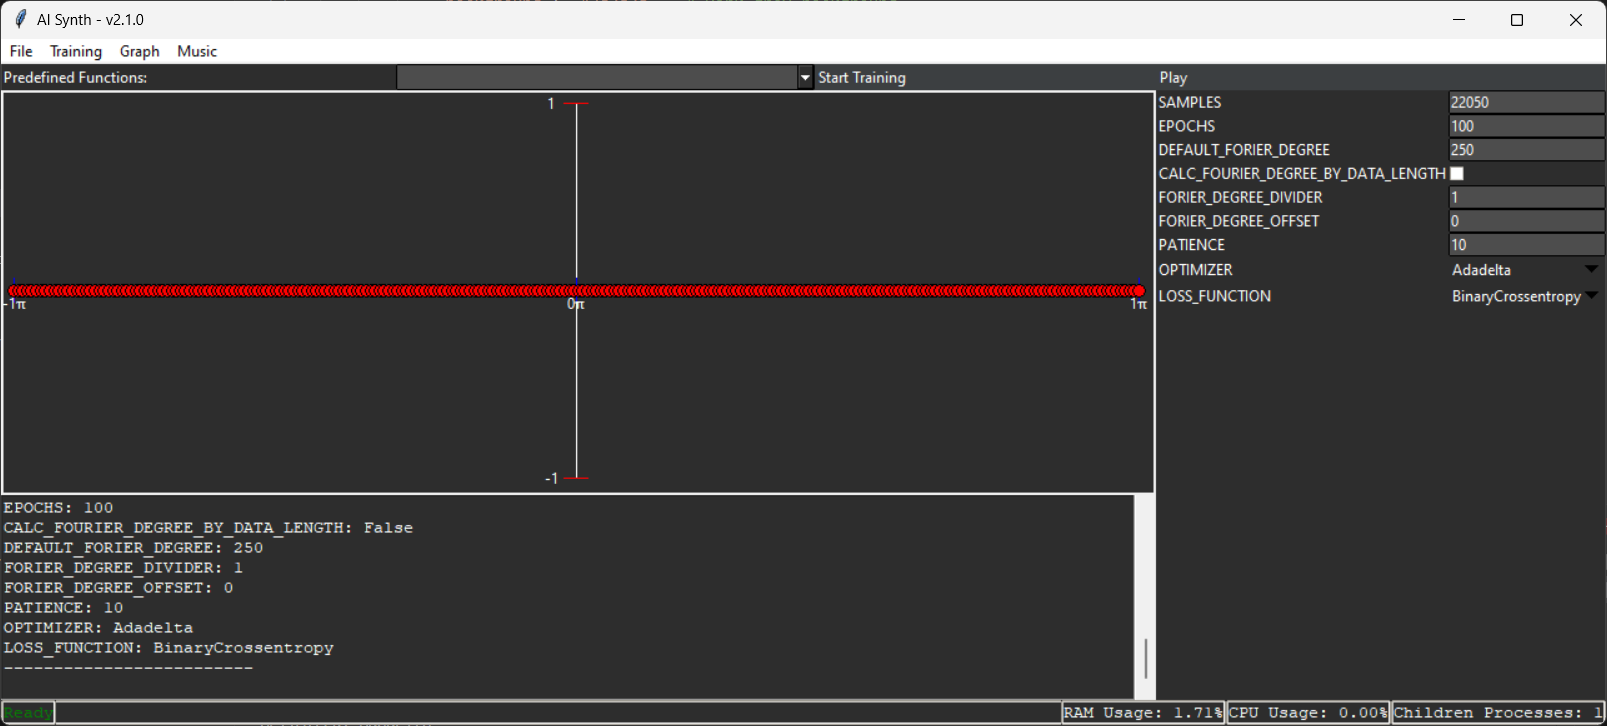 AI Synth - v2.1.0
File Training Graph Music
Predefined Functions: Start Training Play
1
-1π 0π 1π
-1
SAMPLES 22050
EPOCHS 100
DEFAULT_FORIER_DEGREE 250
CALC_FOURIER_DEGREE_BY_DATA_LENGTH
FORIER_DEGREE_DIVIDER 1
FORIER_DEGREE_OFFSET 0
PATIENCE 10
OPTIMIZER Adadelta
LOSS_FUNCTION BinaryCrossentropy
EPOCHS: 100
CALC_FOURIER_DEGREE_BY_DATA_LENGTH: False
DEFAULT_FORIER_DEGREE: 250
FORIER_DEGREE_DIVIDER: 1
FORIER_DEGREE_OFFSET: 0
PATIENCE: 10
OPTIMIZER: Adadelta
LOSS_FUNCTION: BinaryCrossentropy
-------------------------
Ready RAM Usage: 1.71% CPU Usage: 0.00% Children Processes: 1